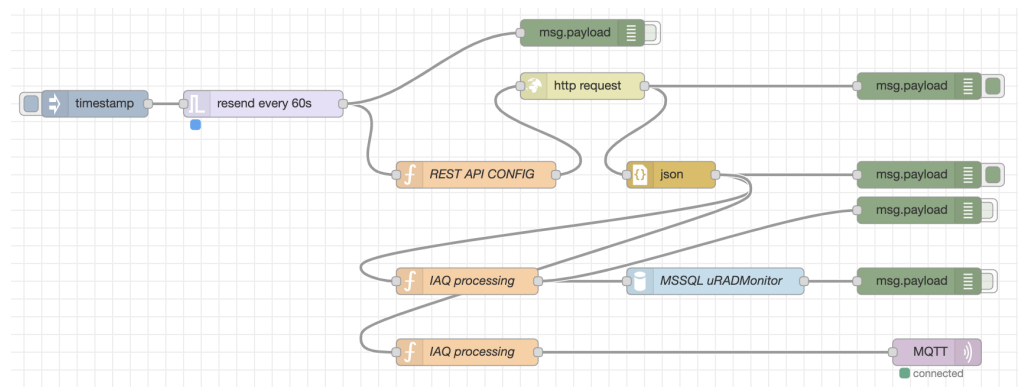 msg.payload
http request
msg.payload
timestamp
resend every 60s
REST API CONFIG
json
msg.payload
msg.payload
IAQ processing
MSSQL uRADMonitor
msg.payload
IAQ processing
MQTT
connected